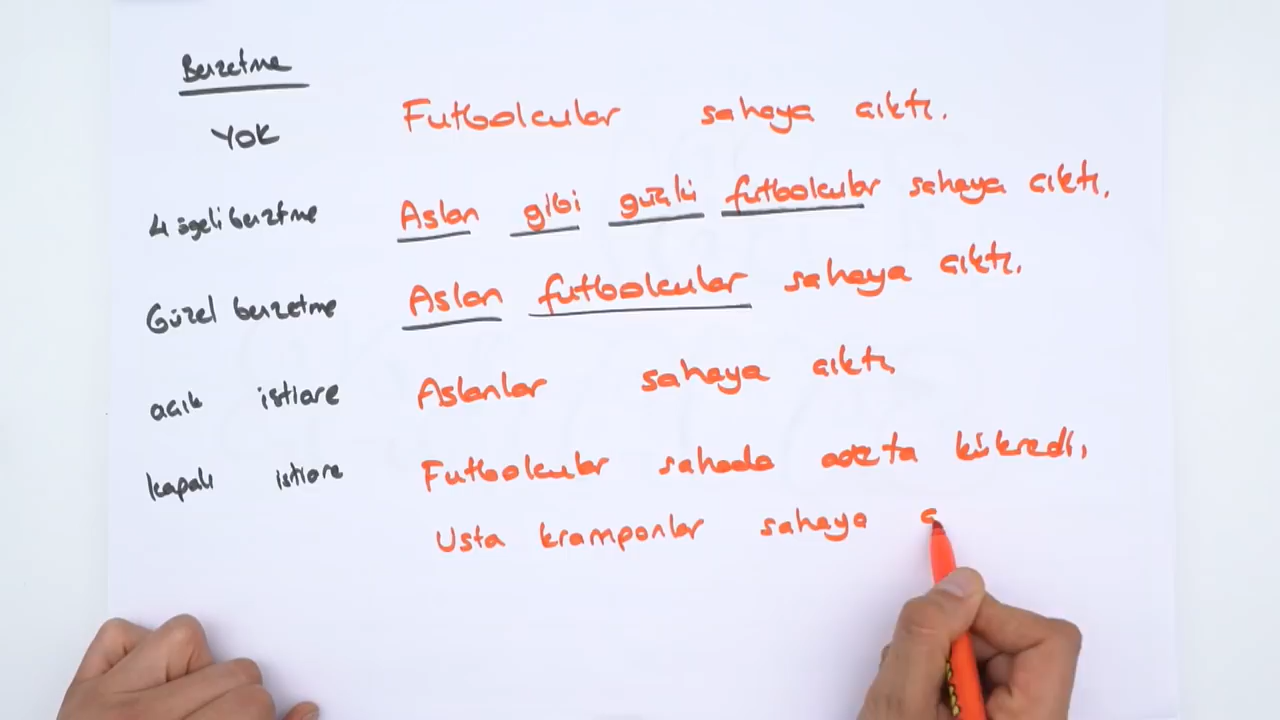 Benzetme
YOK Futbolcular sahaya çıktı.
4 ögeli benzetme Aslan gibi güçlü futbolcular sahaya çıktı.
Güzel benzetme Aslan futbolcular sahaya çıktı.
açık istiare Aslanlar sahaya çıktı.
kapalı istiare Futbolcular sahada adeta kükredi.
Usta kramponlar sahaya